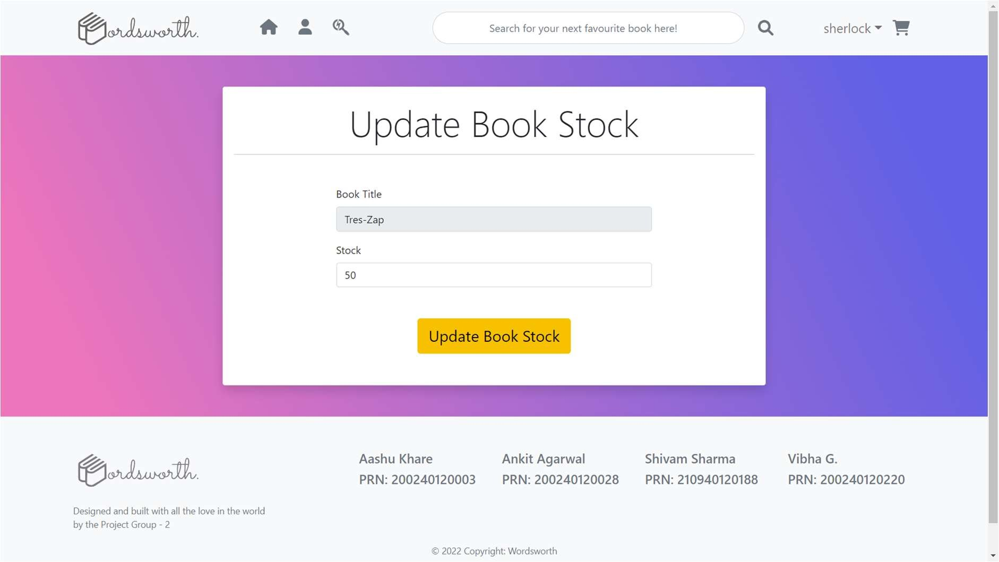 ordsworth.
Search for your next favourite book here!
sherlock
Update Book Stock
Book Title
Tres-Zap
Stock
50
Update Book Stock
ordsworth.
Designed and built with all the love in the world
by the Project Group - 2
Aashu Khare
PRN: 200240120003
Ankit Agarwal
PRN: 200240120028
Shivam Sharma
PRN: 210940120188
Vibha G.
PRN: 200240120220
© 2022 Copyright: Wordsworth